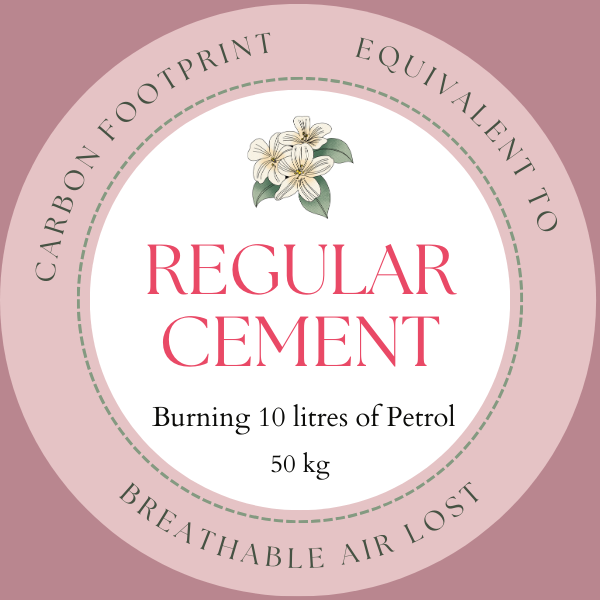 CARBON FOOTPRINT
EQUIVALENT TO
REGULAR
CEMENT
Burning 10 litres of Petrol
50 kg
BREATHABLE AIR LOST